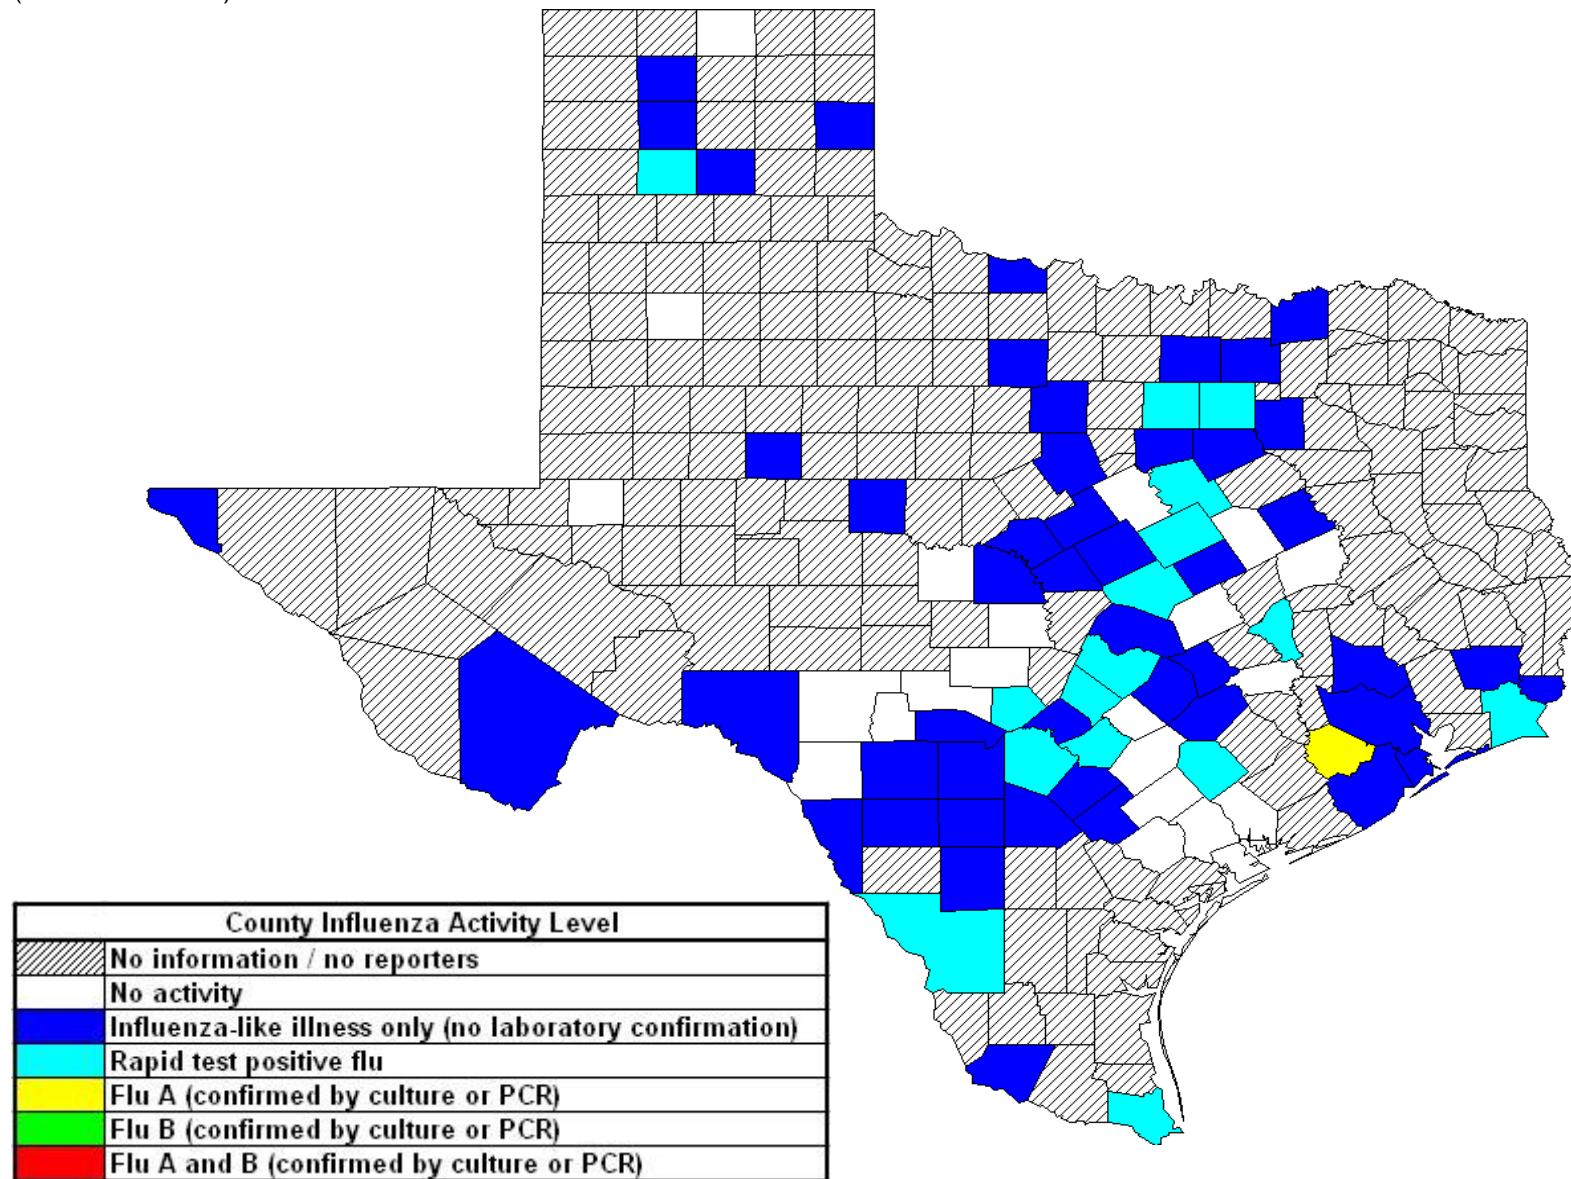 County Influenza Activity Level
No information / no reporters
No activity
Influenza-like illness only (no laboratory confirmation)
Rapid test positive flu
Flu A (confirmed by culture or PCR)
Flu B (confirmed by culture or PCR)
Flu A and B (confirmed by culture or PCR)